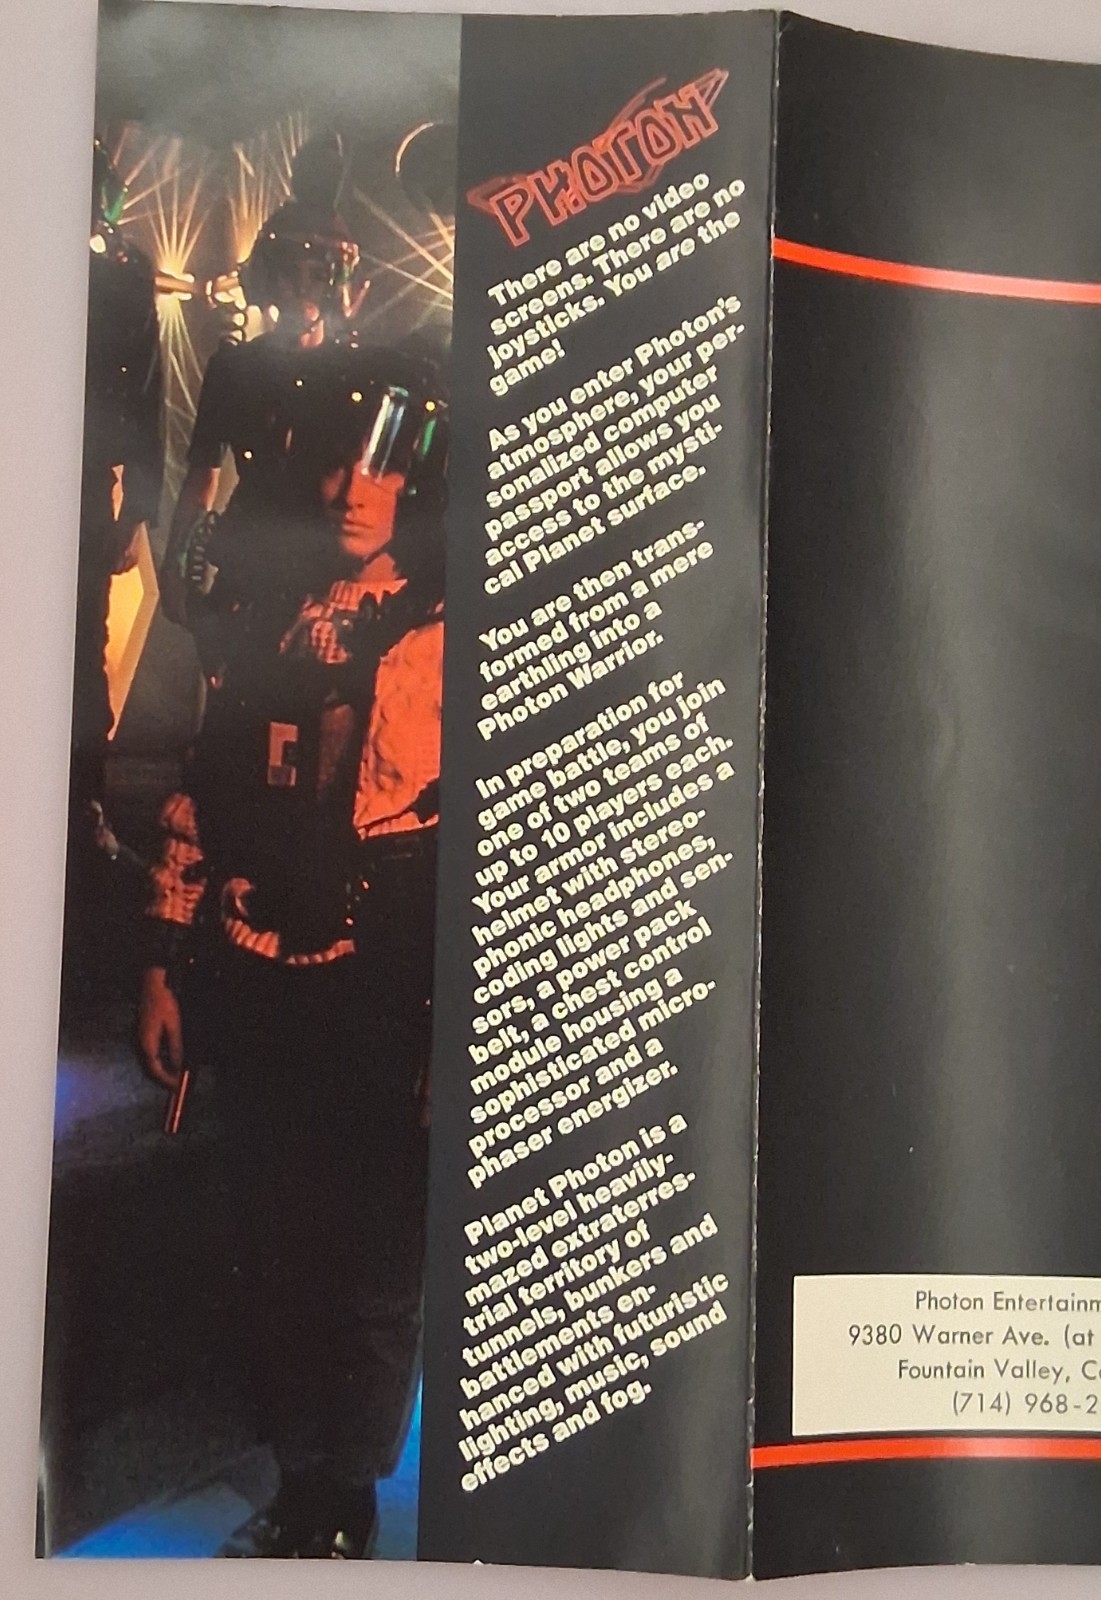 PHOTON
There are no video
screens. There are no
joysticks. You are the
game!
As you enter Photon's
atmosphere, your per-
sonalized computer
passport allows you
access to the mysti-
cal Planet surface.
You are then trans-
formed from a mere
earthling into a
Photon Warrior.
In preparation for
game battle, you join
one of two teams of
up to 10 players each.
Your armor includes a
helmet with stereo-
phonic headphones,
coding lights and sen-
sors, a power pack
belt, a chest control
module housing a
sophisticated micro-
processor and a
phaser energizer.
Planet Photon is a
two-level heavily-
mazed extraterres-
trial territory of
tunnels, bunkers and
battlements en-
hanced with futuristic
lighting, music, sound
effects and fog.
Photon Entertainm
9380 Warner Ave. (at
Fountain Valley, C
(714) 968-2